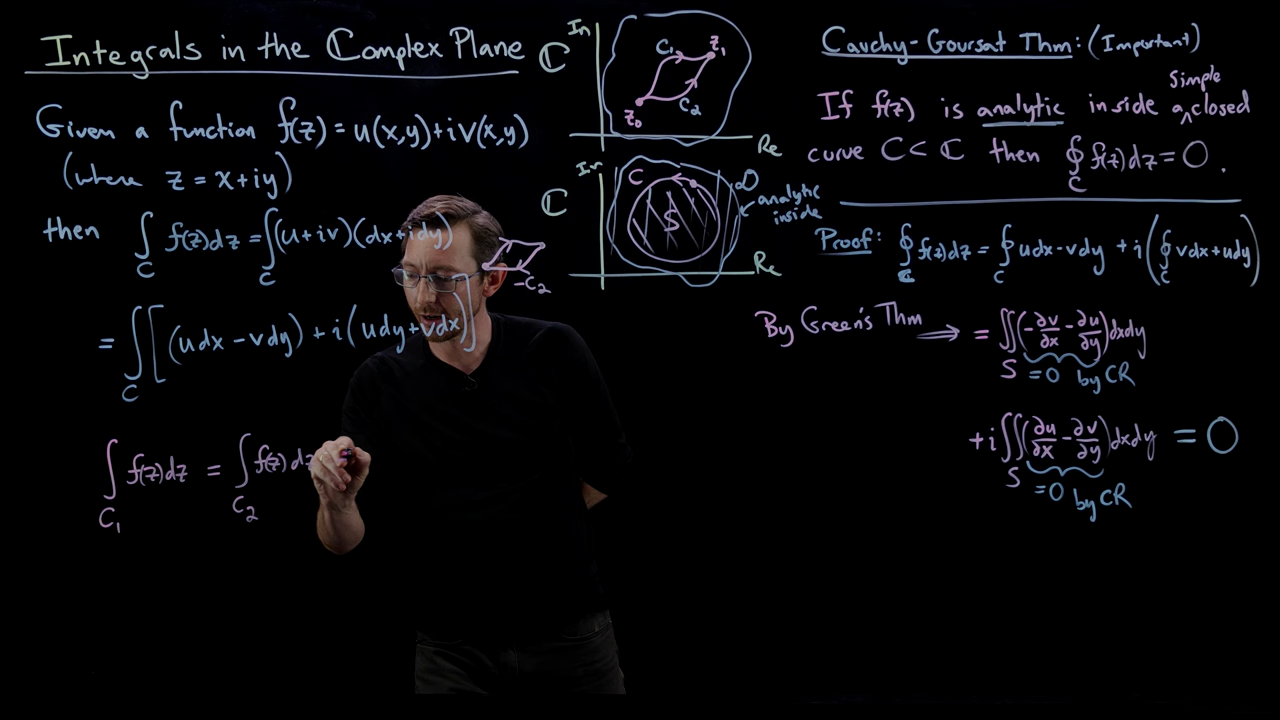 Integrals in the ℂomplex Plane
Given a function f(z) = u(x,y) + i v(x,y)
(where z = x+iy)
then ∫_C f(z)dz = ∫_C (u+iv)(dx+idy)
= ∫_C [(udx - vdy) + i(udy+vdx)]
∫_{C₁} f(z)dz = ∫_{C₂} f(z)dz
-C₂
ℂ
Im
C₁
z₁
z₀
C₂
Re
ℂ
Im
C
S
D
analytic
inside
Re
Cauchy-Goursat Thm: (Important)
If f(z) is analytic inside a ‸ simple closed
curve C < ℂ then ∮_C f(z)dz = 0.
Proof: ∮_C f(z)dz = ∮_C udx - vdy + i(∮_C vdx+udy)
By Green's Thm ⟹ = ∬_S (-∂v/∂x - ∂u/∂y)dxdy
=0 by CR
+ i ∬_S (∂u/∂x - ∂v/∂y)dxdy = 0
=0 by CR